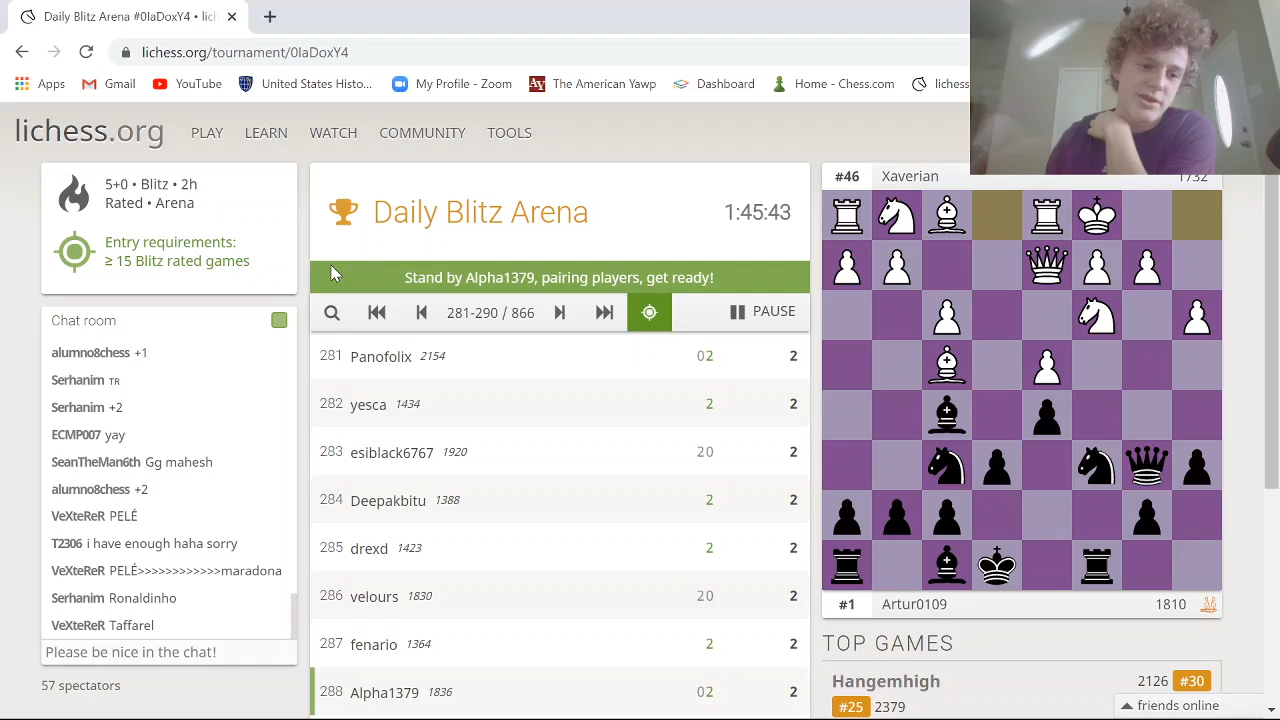 Daily Blitz Arena #0IaDoxY4 • lich
lichess.org/tournament/0IaDoxY4
Apps
Gmail
YouTube
United States Histo...
My Profile - Zoom
AY
The American Yawp
Dashboard
Home - Chess.com
lichess
lichess.org
PLAY
LEARN
WATCH
COMMUNITY
TOOLS
5+0 • Blitz • 2h
Rated • Arena
Entry requirements:
≥ 15 Blitz rated games
Chat room
alumno8chess +1
Serhanim TR
Serhanim +2
ECMP007 yay
SeanTheMan6th Gg mahesh
alumno8chess +2
VeXteReR PELÉ
T2306 i have enough haha sorry
VeXteReR PELÉ>>>>>>>>>>>>maradona
Serhanim Ronaldinho
VeXteReR Taffarel
Please be nice in the chat!
57 spectators
Daily Blitz Arena 1:45:43
Stand by Alpha1379, pairing players, get ready!
281-290 / 866
PAUSE
281 Panofolix 2154 02 2
282 yesca 1434 2 2
283 esiblack6767 1920 20 2
284 Deepakbitu 1388 2 2
285 drexd 1423 2 2
286 velours 1830 20 2
287 fenario 1364 2 2
288 Alpha1379 1836 02 2
#46 Xaverian 1732
#1 Artur0109 1810
TOP GAMES
Hangemhigh 2126 #30
#25 2379
friends online